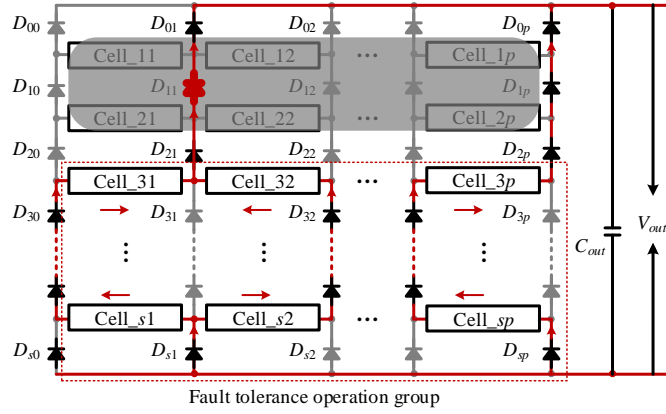 D00 D01 D02 D0p
Cell_11 Cell_12 ... Cell_1p
D10 D11 D12 D1p
Cell_21 Cell_22 ... Cell_2p
D20 D21 D22 D2p
Cell_31 Cell_32 ... Cell_3p
D30 D31 D32 D3p
Cout Vout
... ... ...
Cell_s1 Cell_s2 ... Cell_sp
Ds0 Ds1 Ds2 Dsp
Fault tolerance operation group